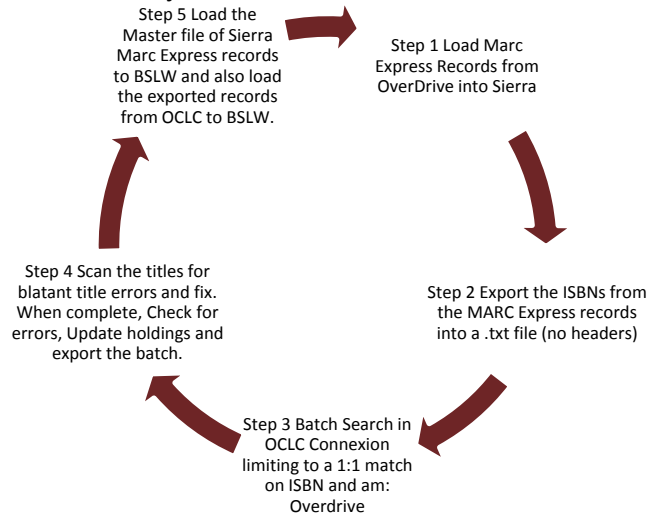 Step 5 Load the
Master file of Sierra
Marc Express records
to BSLW and also load
the exported records
from OCLC to BSLW.
Step 1 Load Marc
Express Records from
OverDrive into Sierra
Step 2 Export the ISBNs from
the MARC Express records
into a .txt file (no headers)
Step 3 Batch Search in
OCLC Connexion
limiting to a 1:1 match
on ISBN and am:
Overdrive
Step 4 Scan the titles for
blatant title errors and fix.
When complete, Check for
errors, Update holdings and
export the batch.